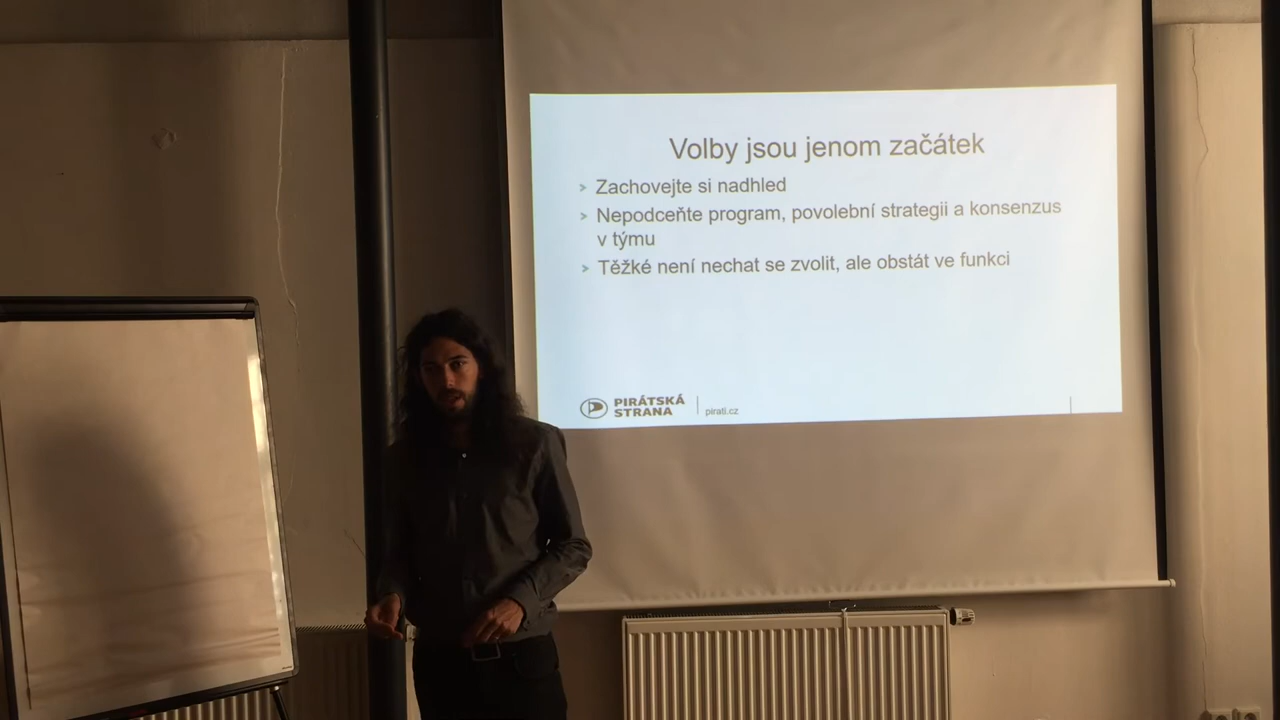 Volby jsou jenom začátek
Zachovejte si nadhled
Nepodceňte program, povolební strategii a konsenzus
v týmu
Těžké není nechat se zvolit, ale obstát ve funkci
PIRÁTSKÁ
STRANA
pirati.cz